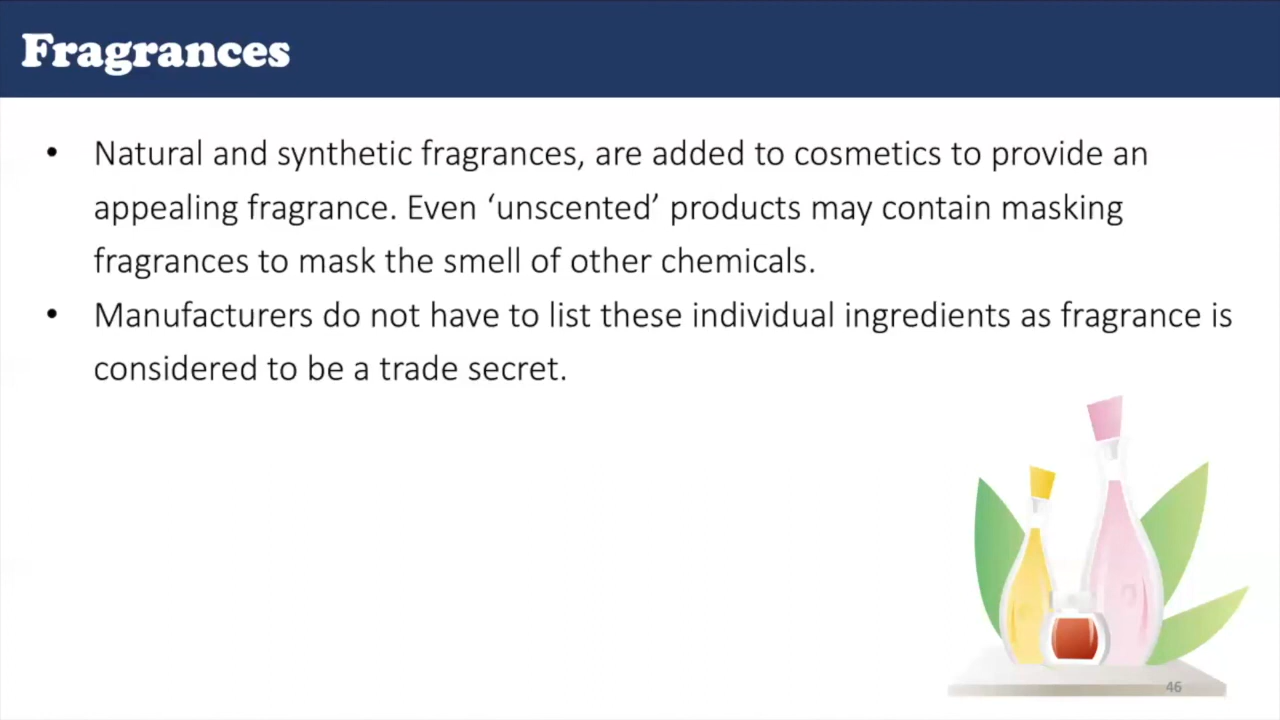 Fragrances
• Natural and synthetic fragrances, are added to cosmetics to provide an
appealing fragrance. Even ‘unscented’ products may contain masking
fragrances to mask the smell of other chemicals.
• Manufacturers do not have to list these individual ingredients as fragrance is
considered to be a trade secret.
46